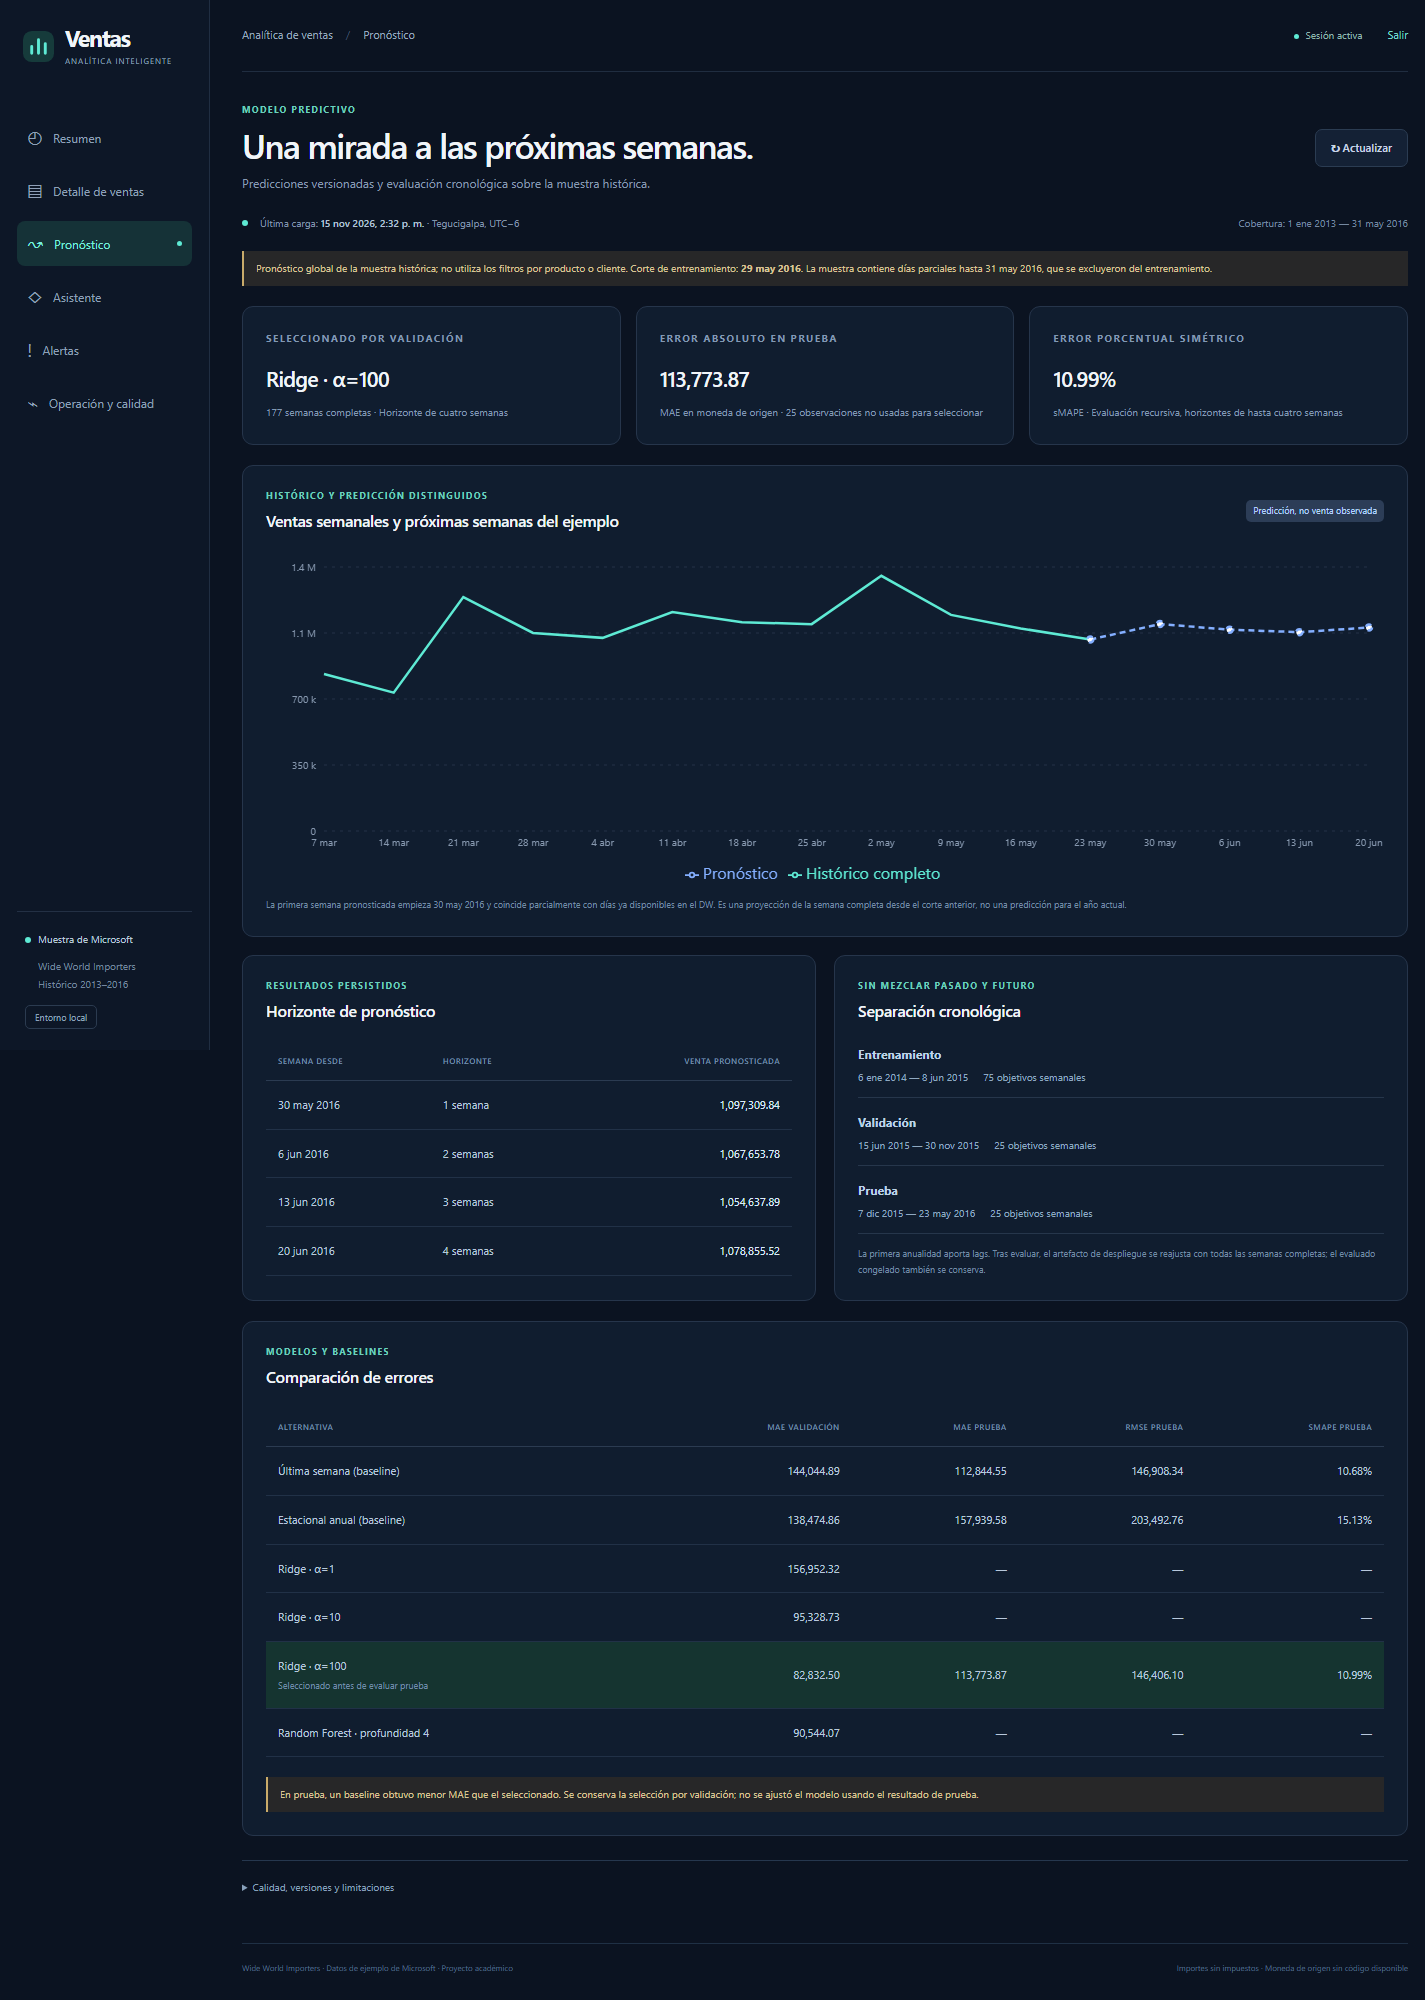 Ventas
ANALÍTICA INTELIGENTE
Resumen
Detalle de ventas
Pronóstico
Asistente
! Alertas
Operación y calidad
Muestra de Microsoft
Wide World Importers
Histórico 2013–2016
Entorno local
Analítica de ventas / Pronóstico
Sesión activa Salir
MODELO PREDICTIVO
Una mirada a las próximas semanas.
↻ Actualizar
Predicciones versionadas y evaluación cronológica sobre la muestra histórica.
Última carga: 15 nov 2026, 2:32 p. m. · Tegucigalpa, UTC−6
Cobertura: 1 ene 2013 — 31 may 2016
Pronóstico global de la muestra histórica; no utiliza los filtros por producto o cliente. Corte de entrenamiento: 29 may 2016. La muestra contiene días parciales hasta 31 may 2016, que se excluyeron del entrenamiento.
SELECCIONADO POR VALIDACIÓN
Ridge · α=100
177 semanas completas · Horizonte de cuatro semanas
ERROR ABSOLUTO EN PRUEBA
113,773.87
MAE en moneda de origen · 25 observaciones no usadas para seleccionar
ERROR PORCENTUAL SIMÉTRICO
10.99%
sMAPE · Evaluación recursiva, horizontes de hasta cuatro semanas
HISTÓRICO Y PREDICCIÓN DISTINGUIDOS
Ventas semanales y próximas semanas del ejemplo
Predicción, no venta observada
1.4 M
1.1 M
700 k
350 k
0
7 mar 14 mar 21 mar 28 mar 4 abr 11 abr 18 abr 25 abr 2 may 9 may 16 may 23 may 30 may 6 jun 13 jun 20 jun
Pronóstico Histórico completo
La primera semana pronosticada empieza 30 may 2016 y coincide parcialmente con días ya disponibles en el DW. Es una proyección de la semana completa desde el corte anterior, no una predicción para el año actual.
RESULTADOS PERSISTIDOS
Horizonte de pronóstico
SEMANA DESDE HORIZONTE VENTA PRONOSTICADA
30 may 2016 1 semana 1,097,309.84
6 jun 2016 2 semanas 1,067,653.78
13 jun 2016 3 semanas 1,054,637.89
20 jun 2016 4 semanas 1,078,855.52
SIN MEZCLAR PASADO Y FUTURO
Separación cronológica
Entrenamiento
6 ene 2014 — 8 jun 2015 75 objetivos semanales
Validación
15 jun 2015 — 30 nov 2015 25 objetivos semanales
Prueba
7 dic 2015 — 23 may 2016 25 objetivos semanales
La primera anualidad aporta lags. Tras evaluar, el artefacto de despliegue se reajusta con todas las semanas completas; el evaluado
congelado también se conserva.
MODELOS Y BASELINES
Comparación de errores
ALTERNATIVA MAE VALIDACIÓN MAE PRUEBA RMSE PRUEBA SMAPE PRUEBA
Última semana (baseline) 144,044.89 112,844.55 146,908.34 10.68%
Estacional anual (baseline) 138,474.86 157,939.58 203,492.76 15.13%
Ridge · α=1 156,952.32 — — —
Ridge · α=10 95,328.73 — — —
Ridge · α=100 82,832.50 113,773.87 146,406.10 10.99%
Seleccionado antes de evaluar prueba
Random Forest · profundidad 4 90,544.07 — — —
En prueba, un baseline obtuvo menor MAE que el seleccionado. Se conserva la selección por validación; no se ajustó el modelo usando el resultado de prueba.
▶ Calidad, versiones y limitaciones
Wide World Importers · Datos de ejemplo de Microsoft · Proyecto académico
Importes sin impuestos · Moneda de origen sin código disponible